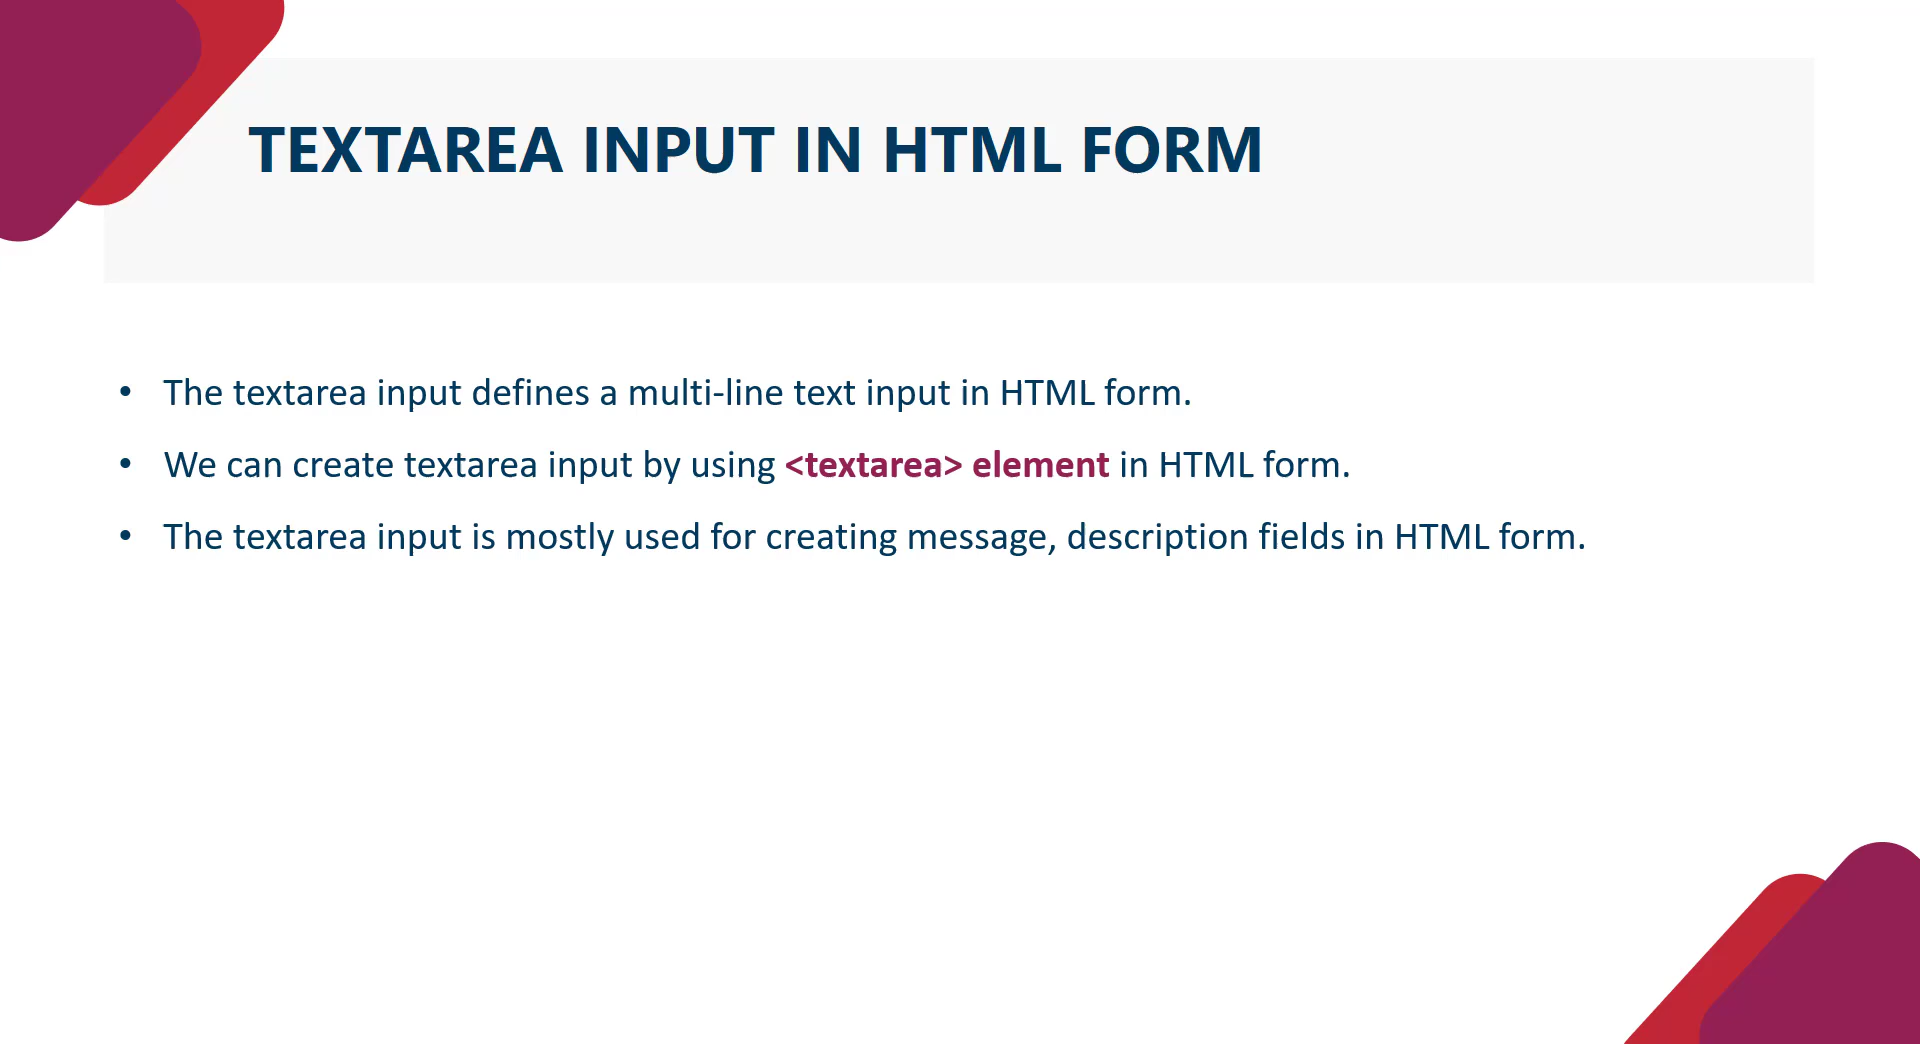 TEXTAREA INPUT IN HTML FORM
• The textarea input defines a multi-line text input in HTML form.
• We can create textarea input by using <textarea> element in HTML form.
• The textarea input is mostly used for creating message, description fields in HTML form.